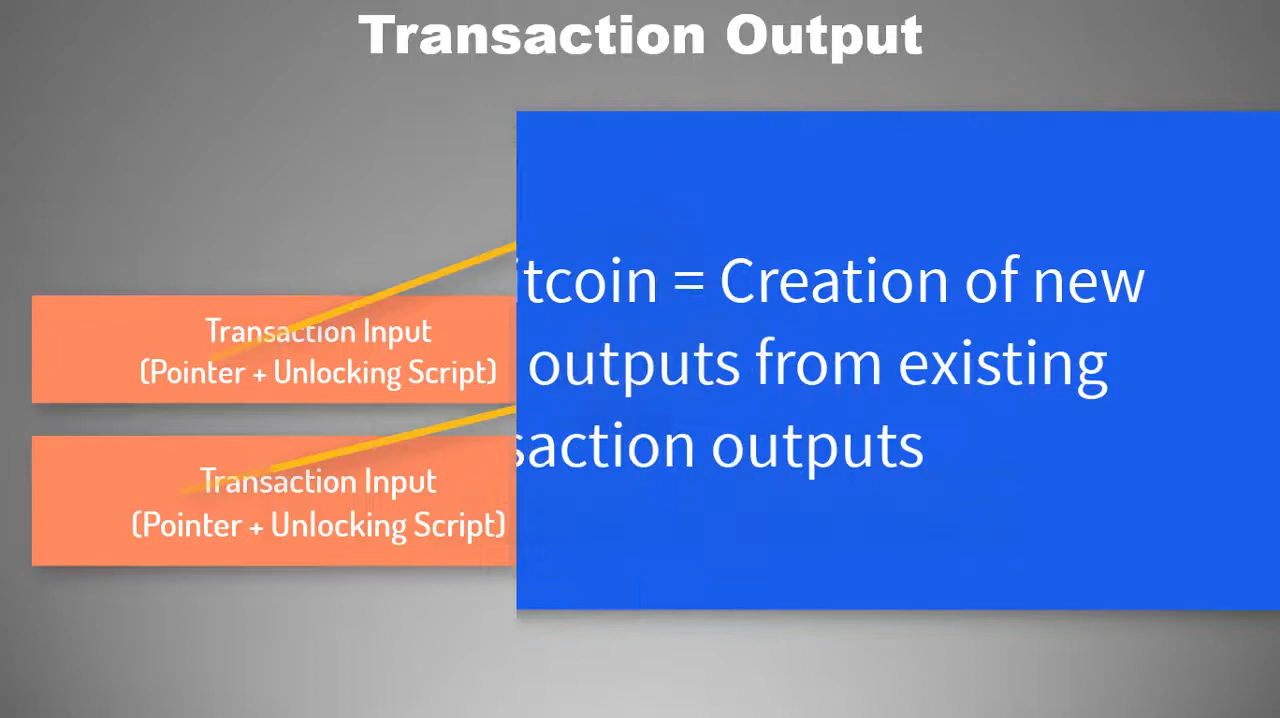 Transaction Output
Transaction Input
(Pointer + Unlocking Script)
Transaction Input
(Pointer + Unlocking Script)
itcoin = Creation of new
outputs from existing
saction outputs